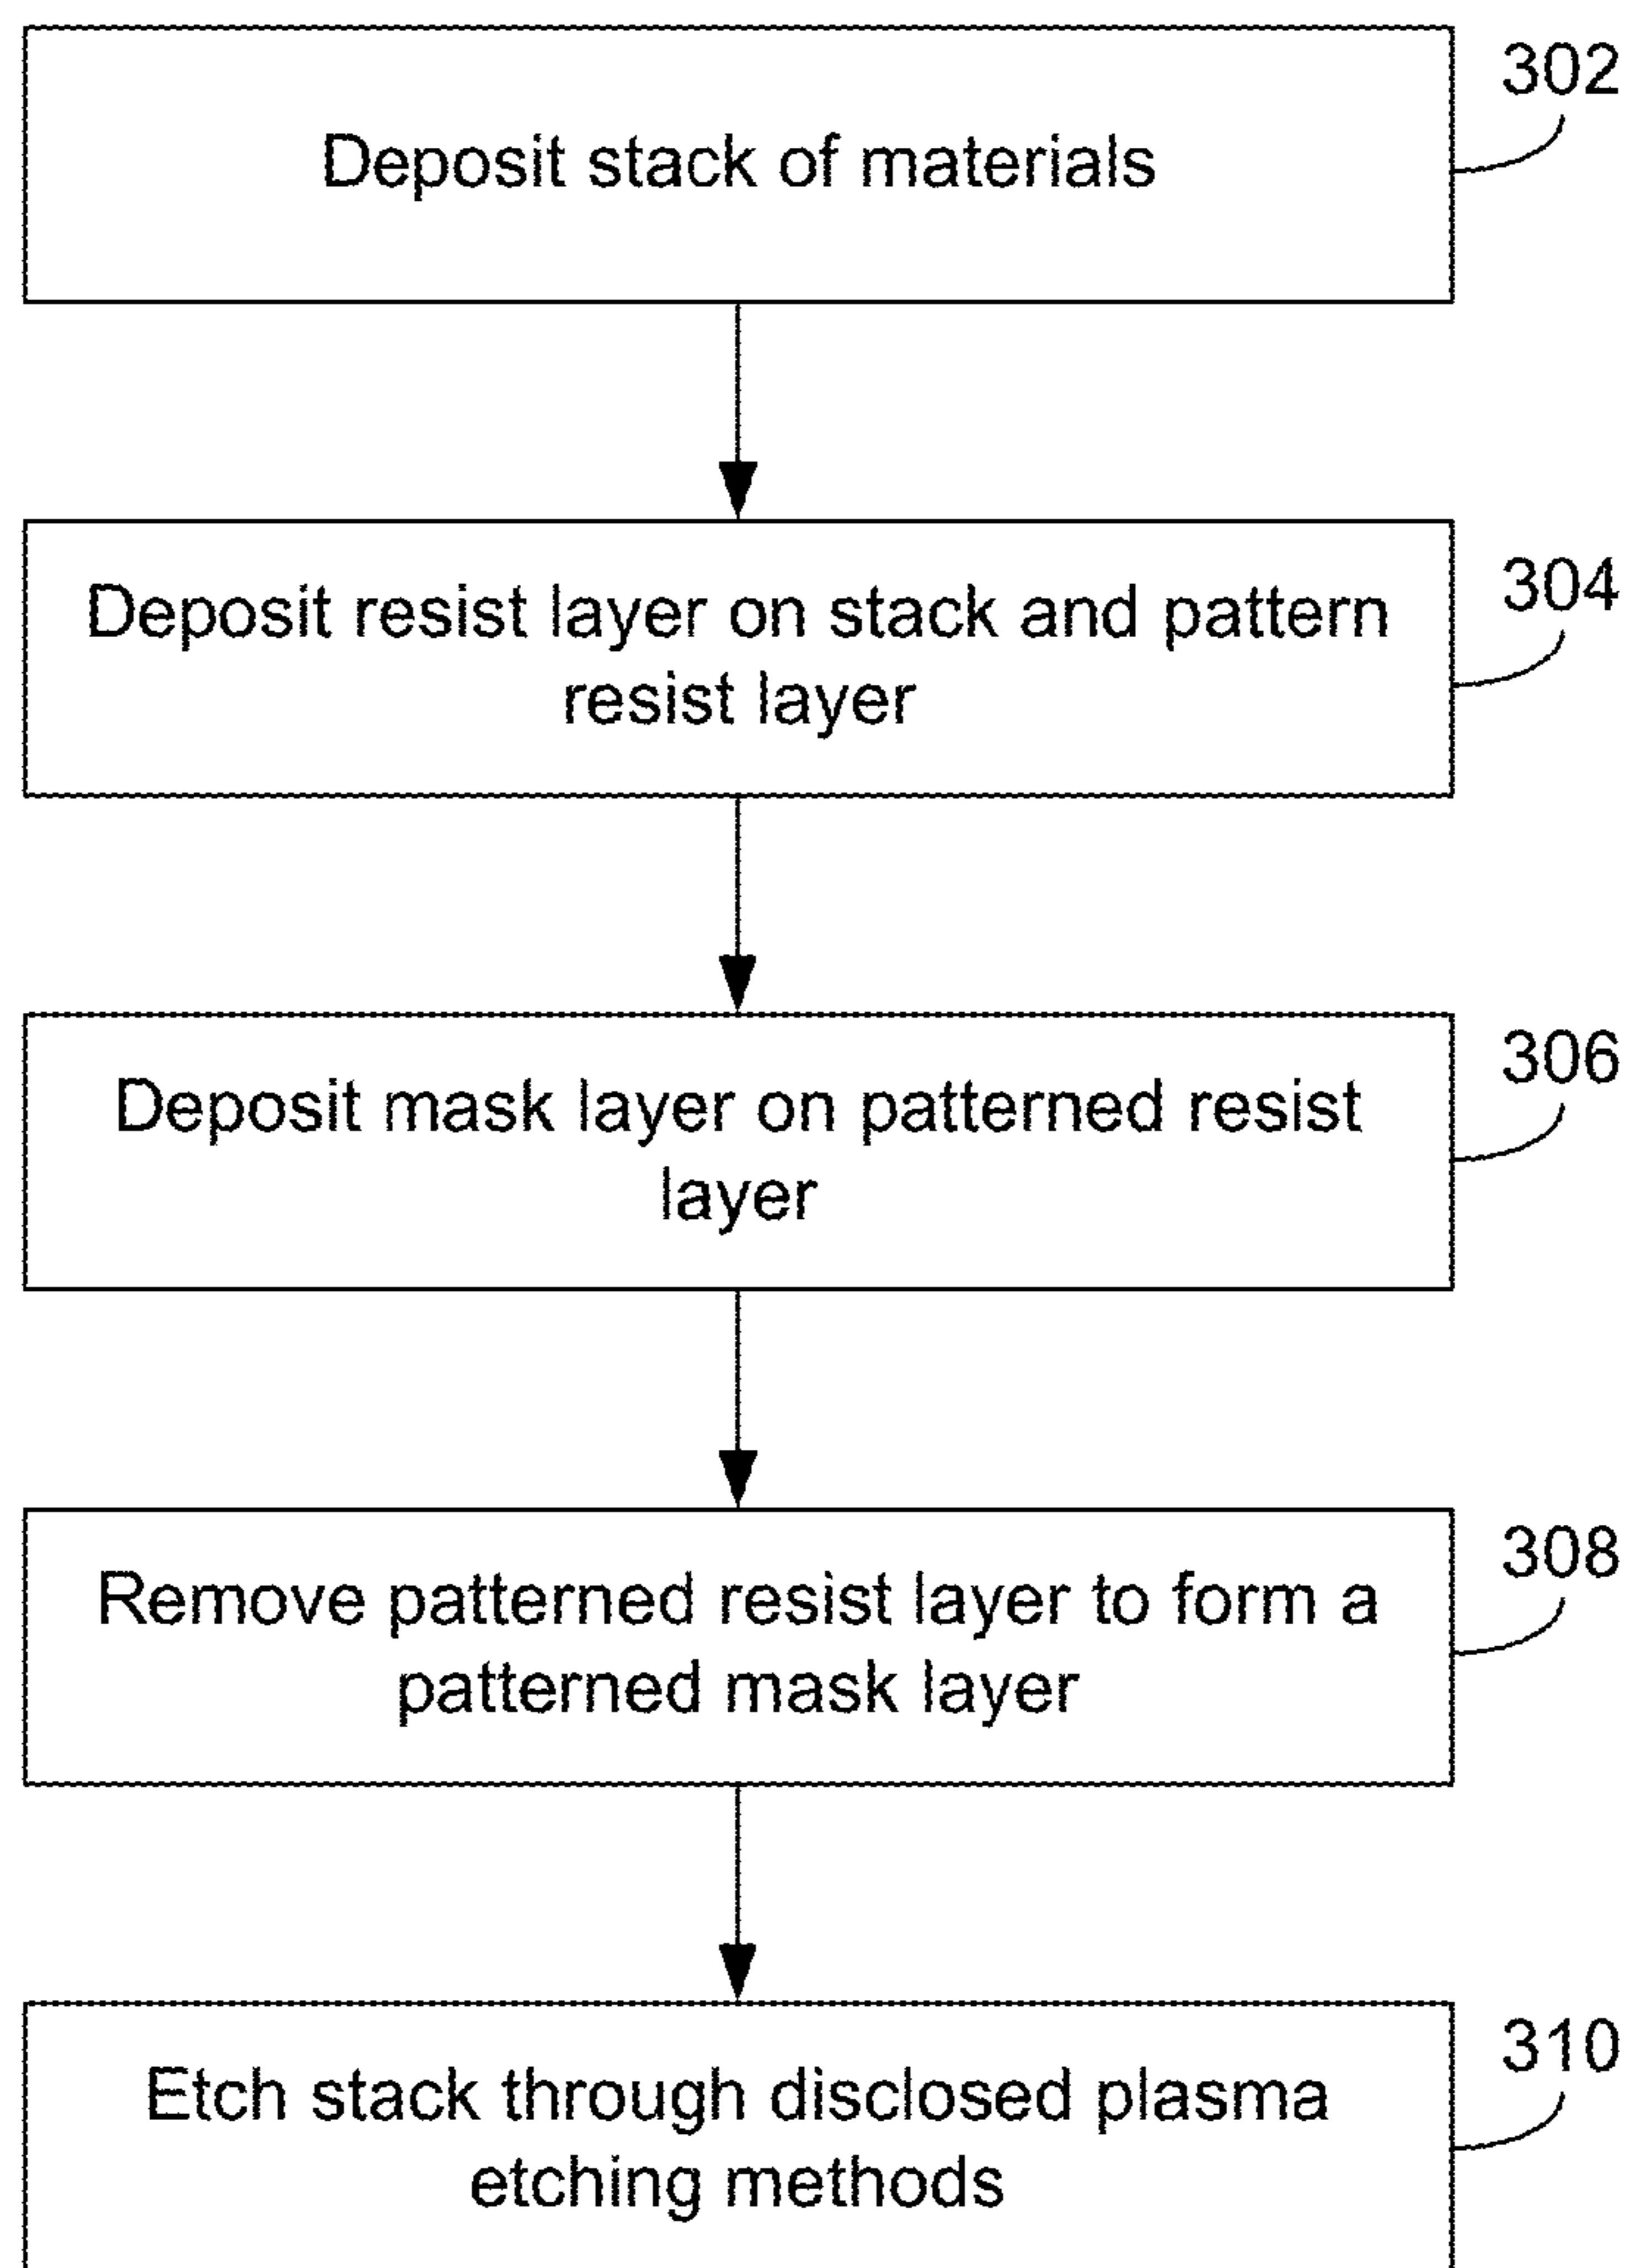 302
Deposit stack of materials
304
Deposit resist layer on stack and pattern
resist layer
306
Deposit mask layer on patterned resist
layer
308
Remove patterned resist layer to form a
patterned mask layer
310
Etch stack through disclosed plasma
etching methods